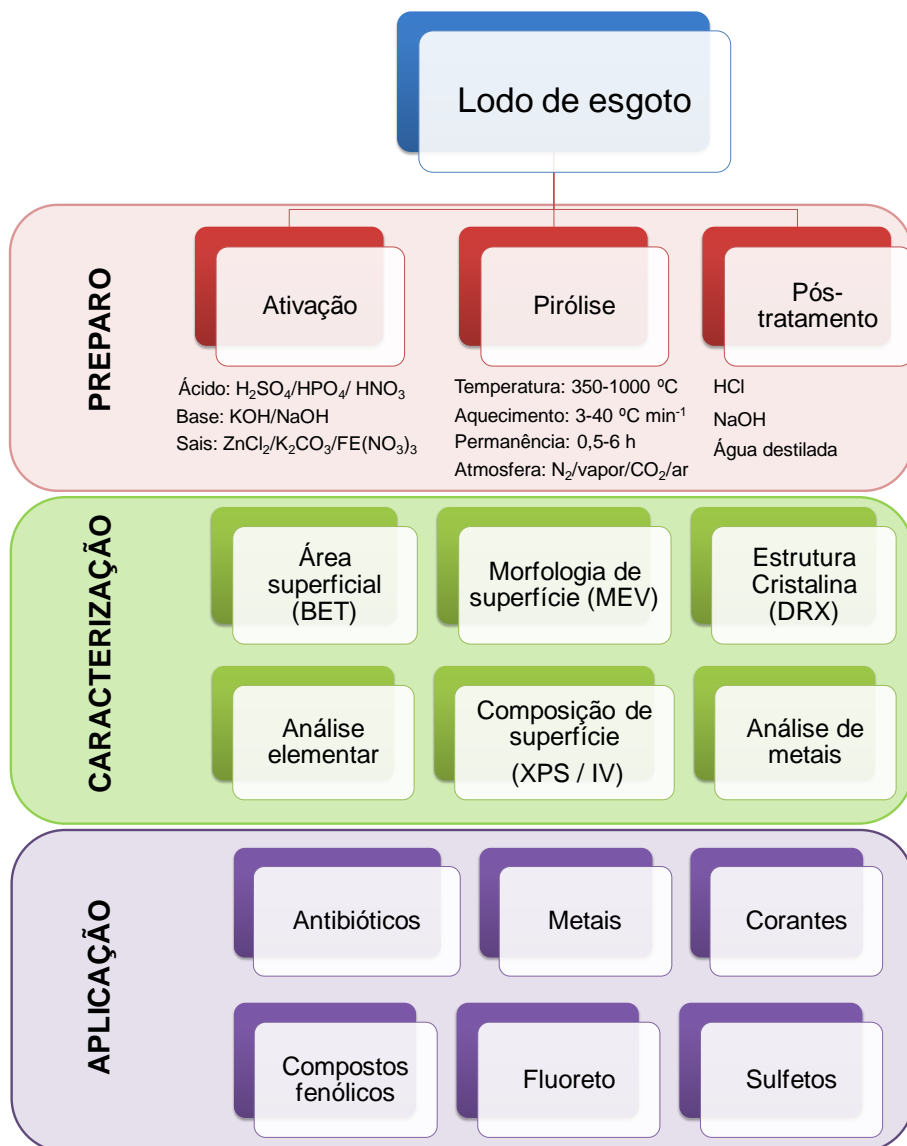 Lodo de esgoto
PREPARO
Ativação
Ácido: H₂SO₄/HPO₄/ HNO₃
Base: KOH/NaOH
Sais: ZnCl₂/K₂CO₃/FE(NO₃)₃
Pirólise
Temperatura: 350-1000 ºC
Aquecimento: 3-40 ºC min⁻¹
Permanência: 0,5-6 h
Atmosfera: N₂/vapor/CO₂/ar
Pós-
tratamento
HCl
NaOH
Água destilada
CARACTERIZAÇÃO
Área
superficial
(BET)
Morfologia de
superfície (MEV)
Estrutura
Cristalina
(DRX)
Análise
elementar
Composição de
superfície
(XPS / IV)
Análise de
metais
APLICAÇÃO
Antibióticos
Metais
Corantes
Compostos
fenólicos
Fluoreto
Sulfetos